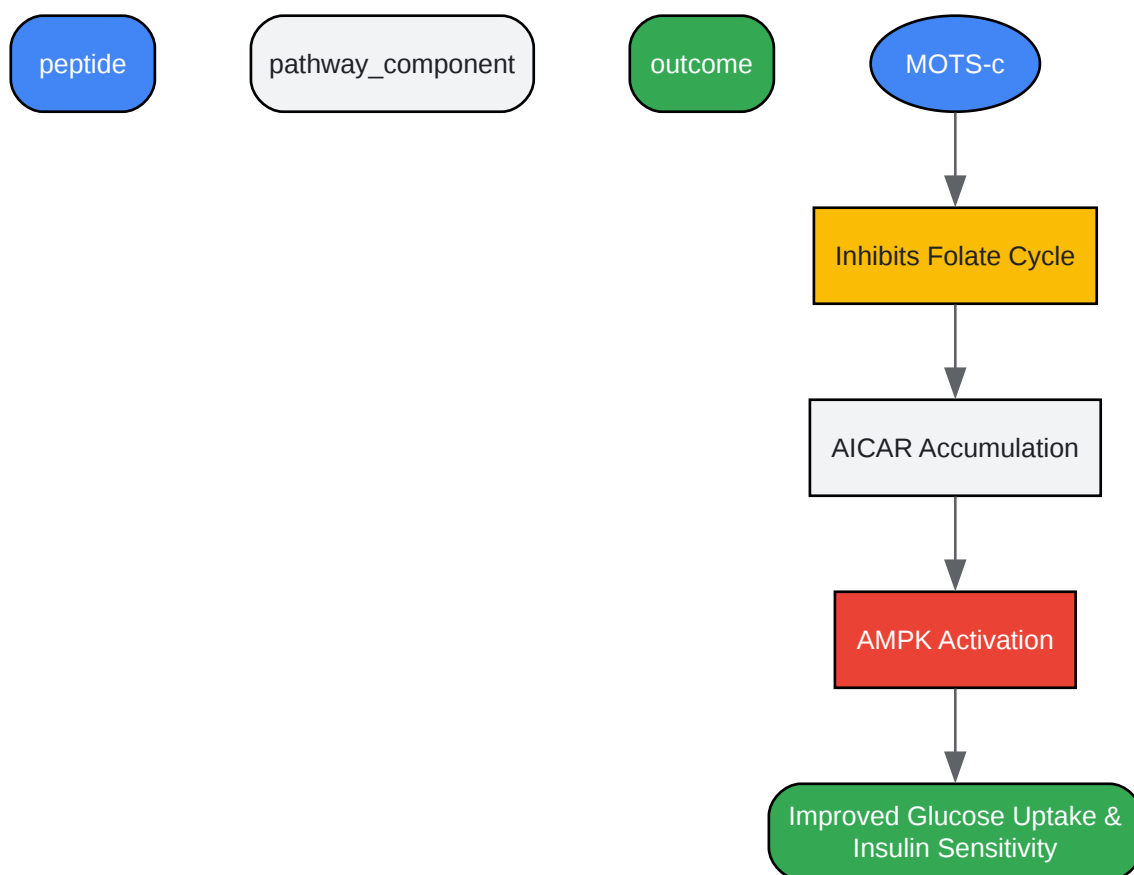 peptide
pathway_component
outcome
MOTS-c
Inhibits Folate Cycle
AICAR Accumulation
AMPK Activation
Improved Glucose Uptake &
Insulin Sensitivity